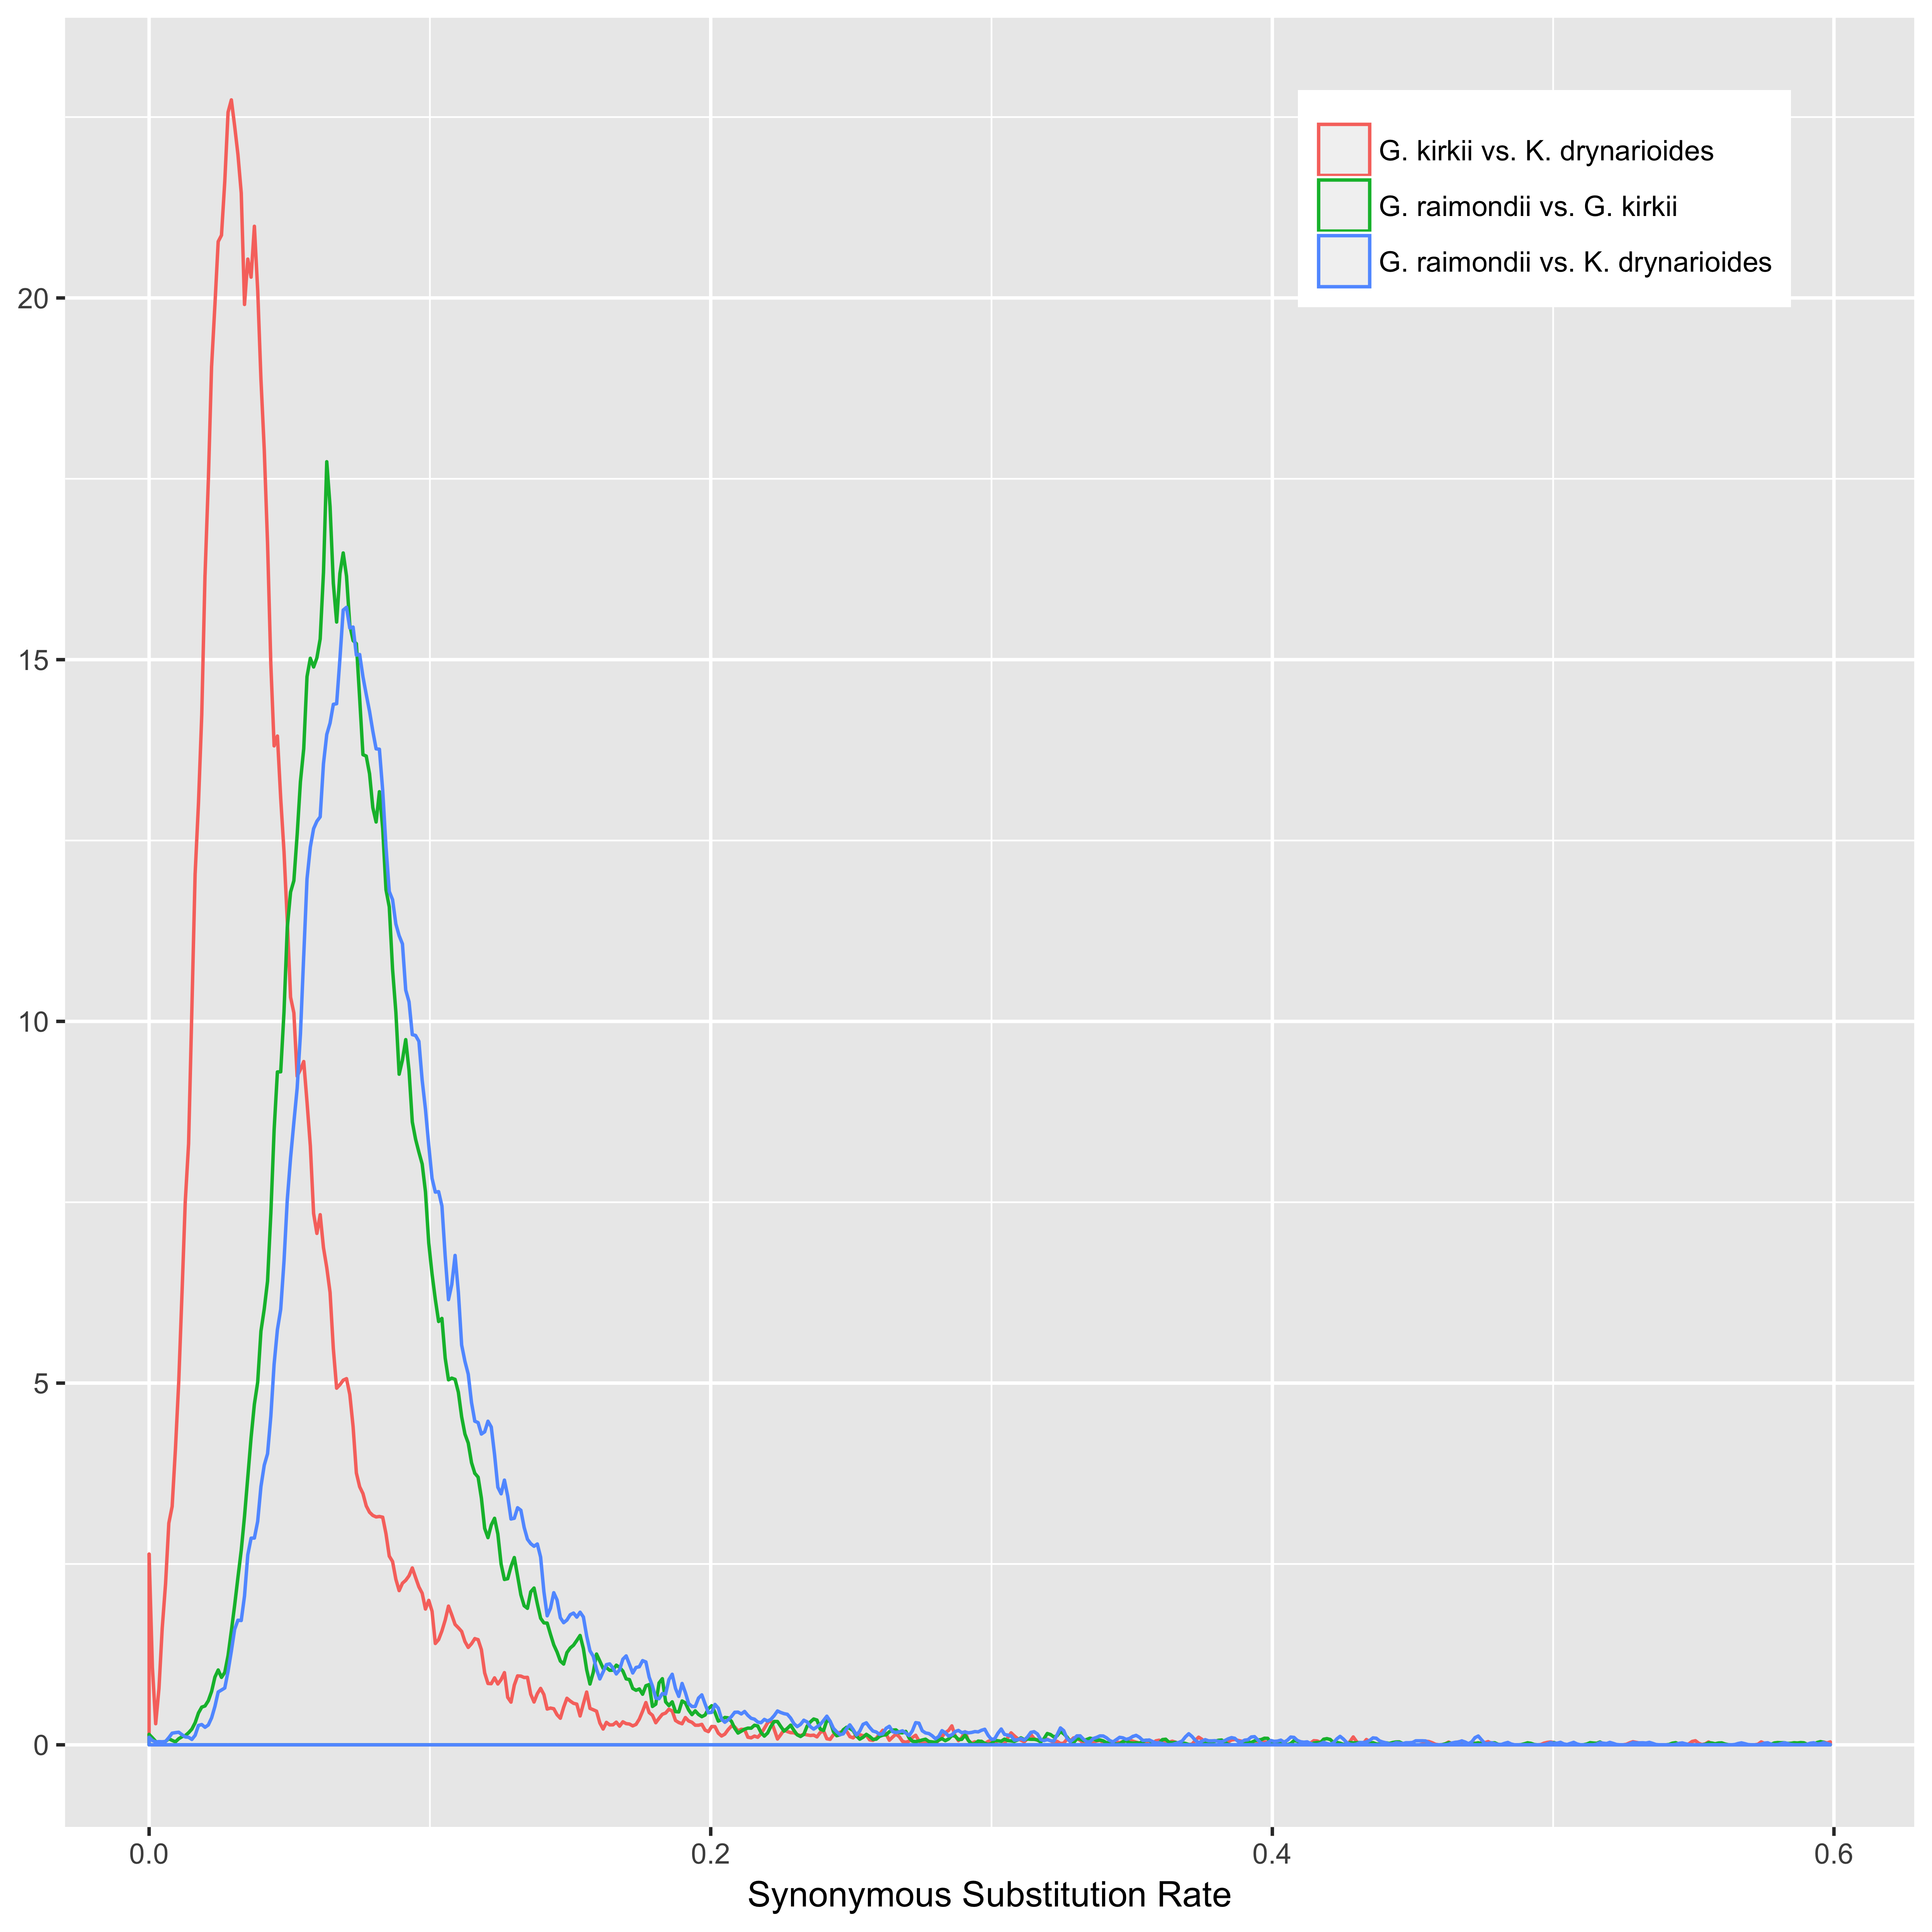 G. kirkii vs. K. drynarioides
G. raimondii vs. G. kirkii
G. raimondii vs. K. drynarioides
20
15
10
5
0
0.0 0.2 0.4 0.6
Synonymous Substitution Rate